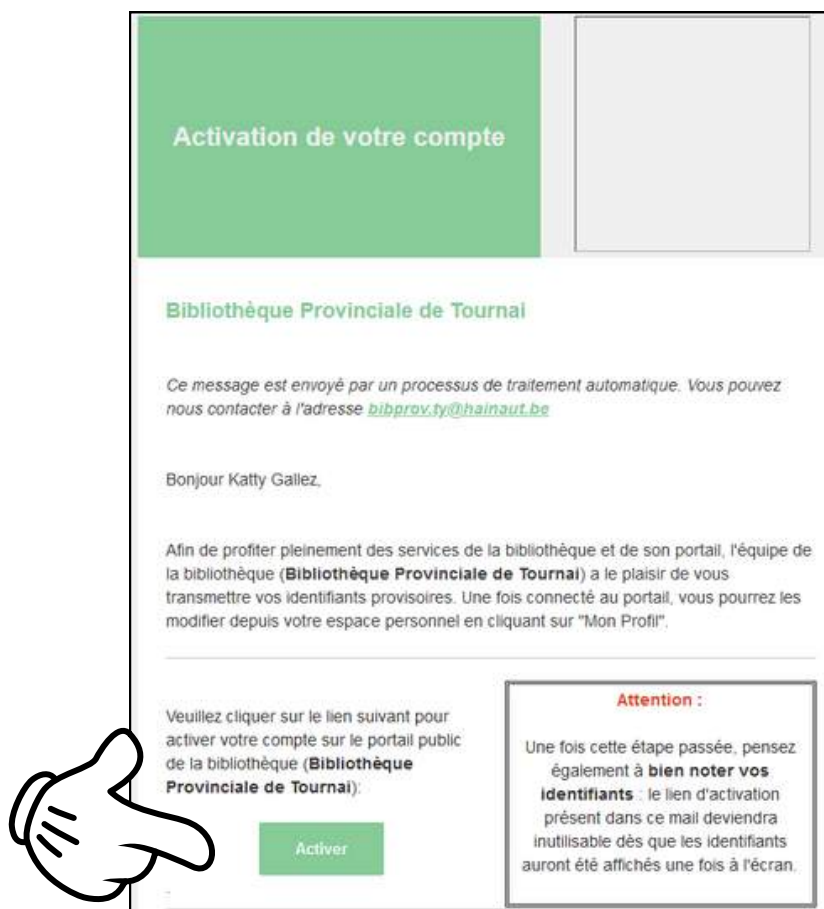 Activation de votre compte
Bibliothèque Provinciale de Tournai
Ce message est envoyé par un processus de traitement automatique. Vous pouvez
nous contacter à l'adresse bibprov.ty@hainaut.be
Bonjour Katty Gallez,
Afin de profiter pleinement des services de la bibliothèque et de son portail, l'équipe de
la bibliothèque (Bibliothèque Provinciale de Tournai) a le plaisir de vous
transmettre vos identifiants provisoires. Une fois connecté au portail, vous pourrez les
modifier depuis votre espace personnel en cliquant sur "Mon Profil".
Veuillez cliquer sur le lien suivant pour
activer votre compte sur le portail public
de la bibliothèque (Bibliothèque
Provinciale de Tournai):
Activer
Attention :
Une fois cette étape passée, pensez
également à bien noter vos
identifiants : le lien d'activation
présent dans ce mail deviendra
inutilisable dès que les identifiants
auront été affichés une fois à l'écran.